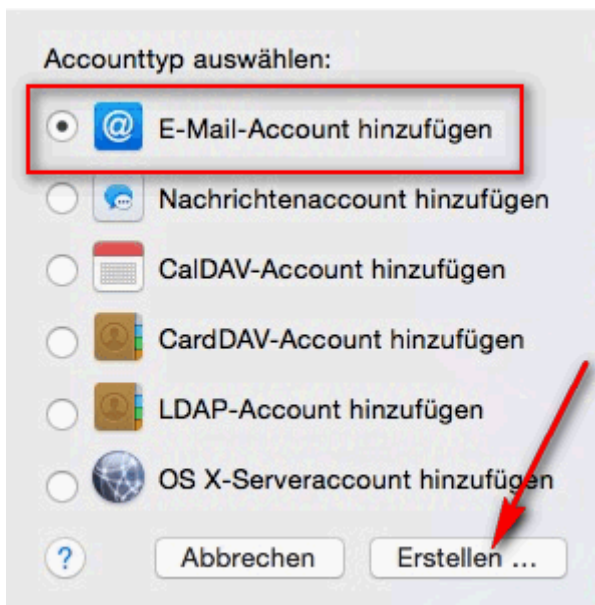 Accounttyp auswählen:
@ E-Mail-Account hinzufügen
Nachrichtenaccount hinzufügen
CalDAV-Account hinzufügen
CardDAV-Account hinzufügen
LDAP-Account hinzufügen
OS X-Serveraccount hinzufügen
? Abbrechen Erstellen ...